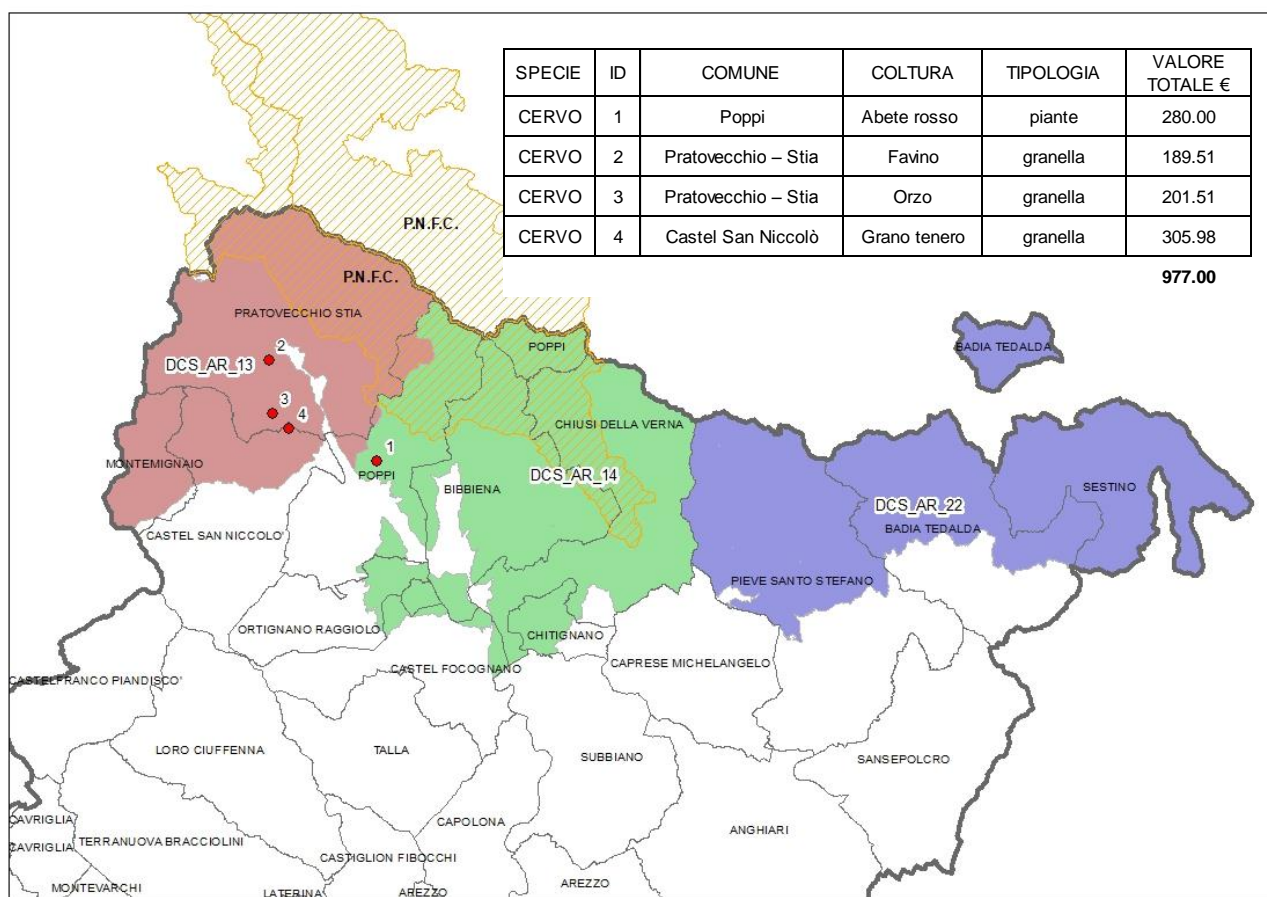 SPECIE ID COMUNE COLTURA TIPOLOGIA VALORE TOTALE €
CERVO 1 Poppi Abete rosso piante 280.00
CERVO 2 Pratovecchio – Stia Favino granella 189.51
CERVO 3 Pratovecchio – Stia Orzo granella 201.51
CERVO 4 Castel San Niccolò Grano tenero granella 305.98
977.00
P.N.F.C.
P.N.F.C.
PRATOVECCHIO STIA
2
DCS_AR_13
3
4
MONTEMIGNAIO
1
POPPI
POPPI
BADIA TEDALDA
CHIUSI DELLA VERNA
DCS_AR_14
BIBBIENA
DCS_AR_22
BADIA TEDALDA
SESTINO
CASTEL SAN NICCOLO'
PIEVE SANTO STEFANO
ORTIGNANO RAGGIOLO
CHITIGNANO
CASTEL FOCOGNANO
CAPRESE MICHELANGELO
CASTELFRANCO PIANDISCO'
LORO CIUFFENNA
TALLA
SUBBIANO
SANSEPOLCRO
CAVRIGLIA
CAPOLONA
ANGHIARI
CAVRIGLIA
TERRANUOVA BRACCIOLINI
CASTIGLION FIBOCCHI
MONTEVARCHI
LATERINA
AREZZO
AREZZO